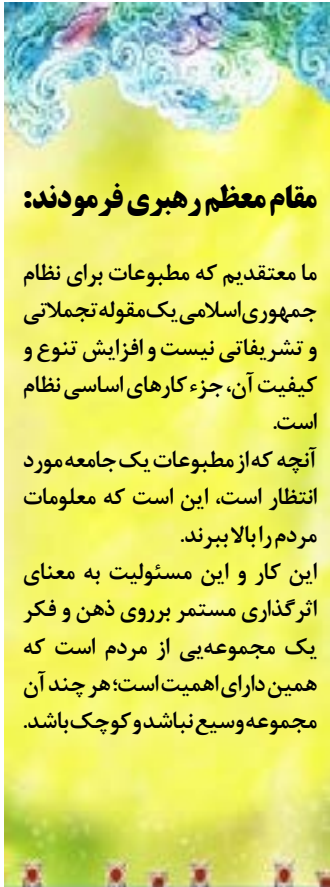 مقام معظم رهبری فرمودند:
ما معتقدیم که مطبوعات برای نظام
جمهوری اسلامی یک مقوله تجملاتی
و تشریفاتی نیست و افزایش تنوع و
کیفیت آن، جزء کارهای اساسی نظام
است.
آنچه که از مطبوعات یک جامعه مورد
انتظار است، این است که معلومات
مردم را بالا ببرند.
این کار و این مسئولیت به معنای
اثرگذاری مستمر برروی ذهن و فکر
یک مجموعه‌یی از مردم است که
همین دارای اهمیت است؛ هر چند آن
مجموعه وسیع نباشد و کوچک باشد.